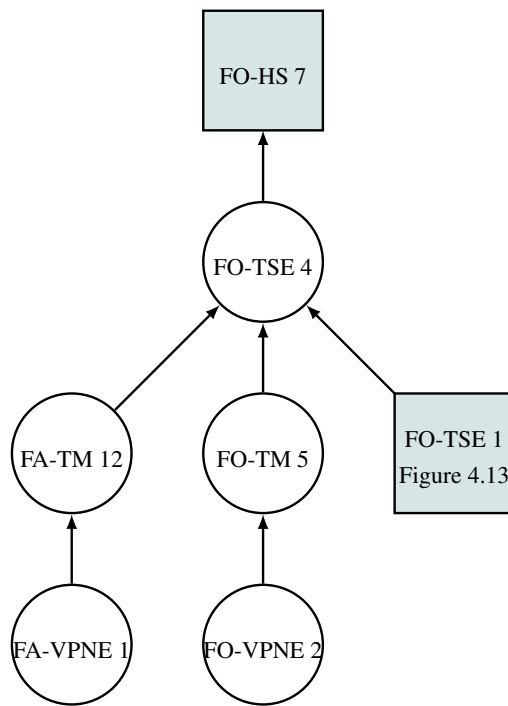 FO-HS 7
FO-TSE 4
FA-TM 12
FO-TM 5
FO-TSE 1
Figure 4.13
FA-VPNE 1
FO-VPNE 2